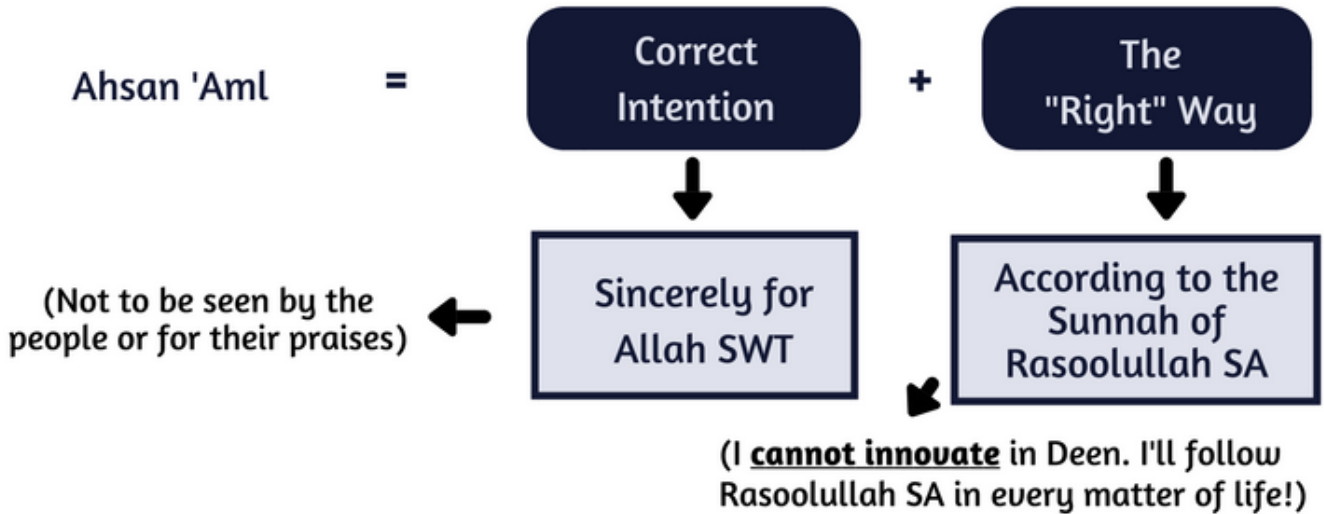 Ahsan 'Aml = Correct Intention + The "Right" Way
Sincerely for
Allah SWT
(Not to be seen by the
people or for their praises)
According to the
Sunnah of
Rasoolullah SA
(I cannot innovate in Deen. I'll follow
Rasoolullah SA in every matter of life!)